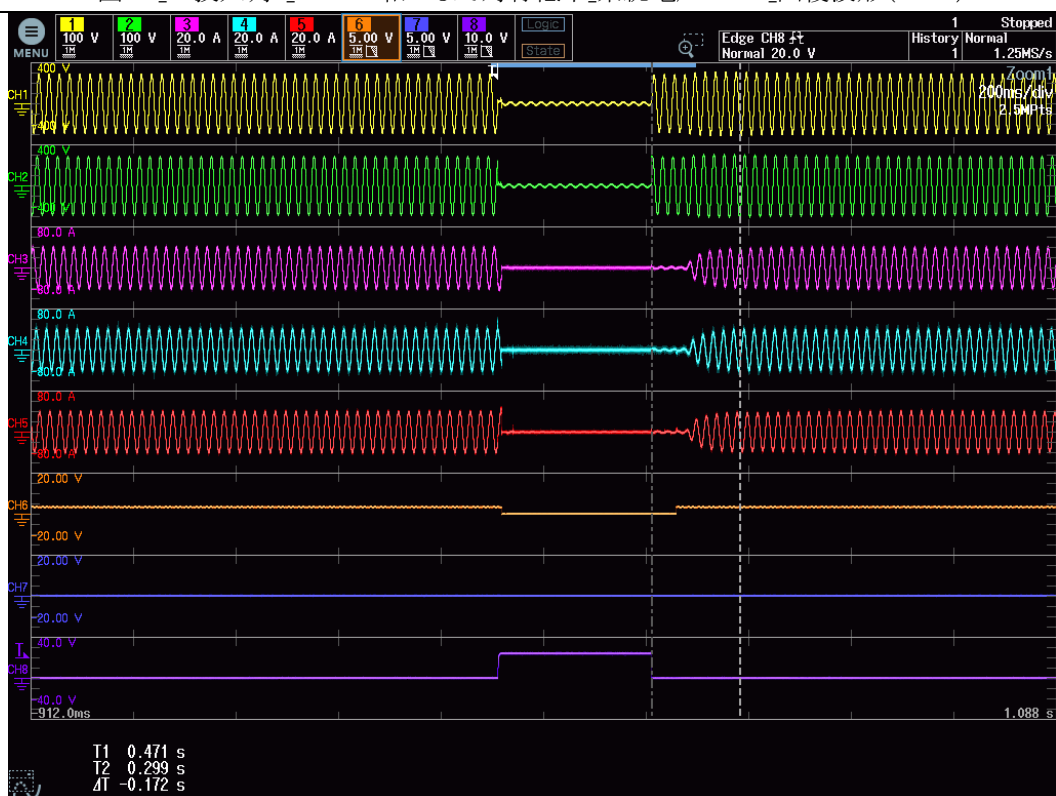 1 2 3 4 5 6 7 8 Logic 1 Stopped
100 V 100 V 20.0 A 20.0 A 20.0 A 5.00 V 5.00 V 10.0 V Edge CH8 History Normal
MENU 1M 1M 1M 1M 1M 1M 1M 1M State Normal 20.0 V 1 1.25MS/s
400 V Zoom1
CH1 200ms/div
-400 V 2.5MPts
400 V
CH2
-400 V
80.0 A
CH3
-80.0 A
80.0 A
CH4
-80.0 A
80.0 A
CH5
-80.0 A
20.00 V
CH6
-20.00 V
20.00 V
CH7
-20.00 V
40.0 V
T
CH8
-40.0 V
-912.0ms 1.088 s
T1 0.471 s
T2 0.299 s
ΔT -0.172 s